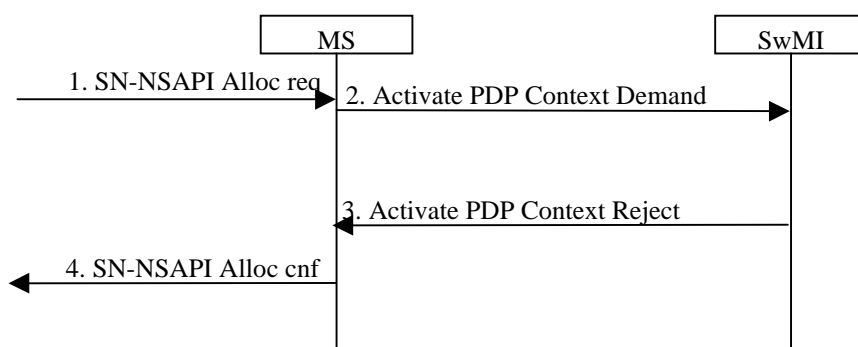 MS
SwMI
1. SN-NSAPI Alloc req
2. Activate PDP Context Demand
3. Activate PDP Context Reject
4. SN-NSAPI Alloc cnf